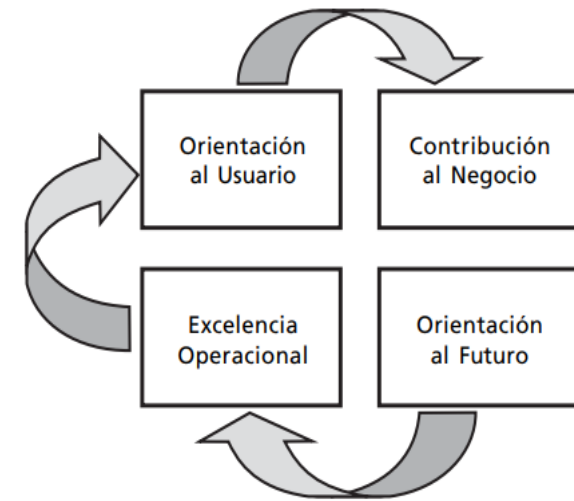 Orientación
al Usuario
Contribución
al Negocio
Excelencia
Operacional
Orientación
al Futuro